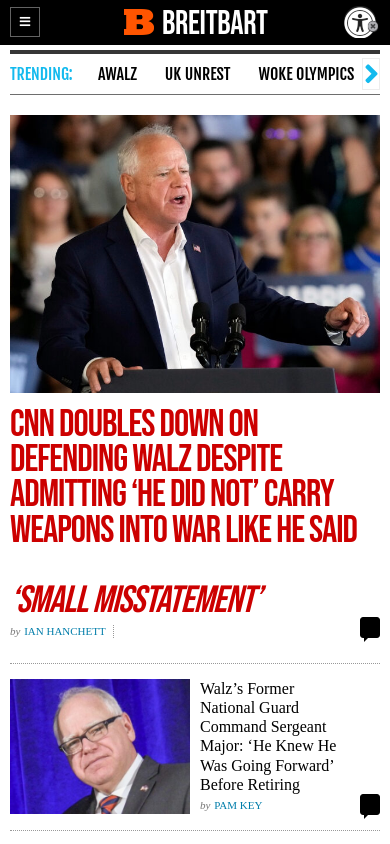 BREITBART
TRENDING:
AWALZ
UK UNREST
WOKE OLYMPICS
CNN DOUBLES DOWN ON
DEFENDING WALZ DESPITE
ADMITTING ‘HE DID NOT’ CARRY
WEAPONS INTO WAR LIKE HE SAID
‘SMALL MISSTATEMENT’
by IAN HANCHETT
Walz’s Former
National Guard
Command Sergeant
Major: ‘He Knew He
Was Going Forward’
Before Retiring
by PAM KEY